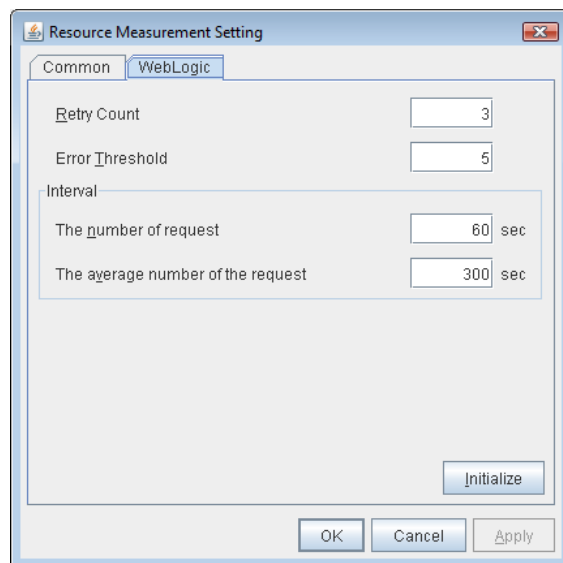 Resource Measurement Setting
Common WebLogic
Retry Count 3
Error Threshold 5
Interval
The number of request 60 sec
The average number of the request 300 sec
Initialize
OK Cancel Apply